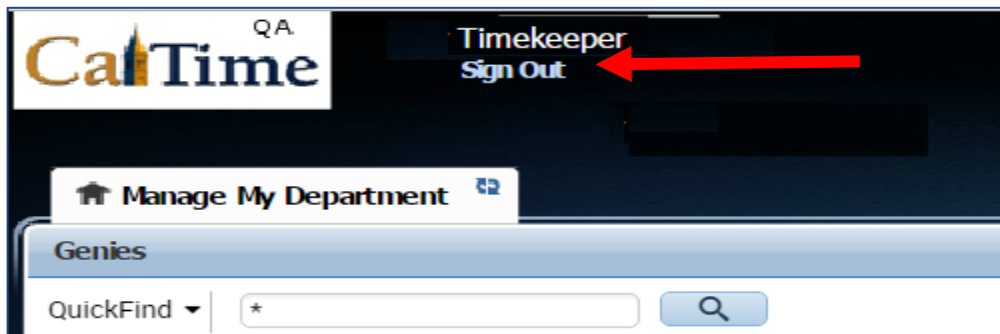 QA
CalTime
Timekeeper
Sign Out
Manage My Department
Genies
QuickFind
*